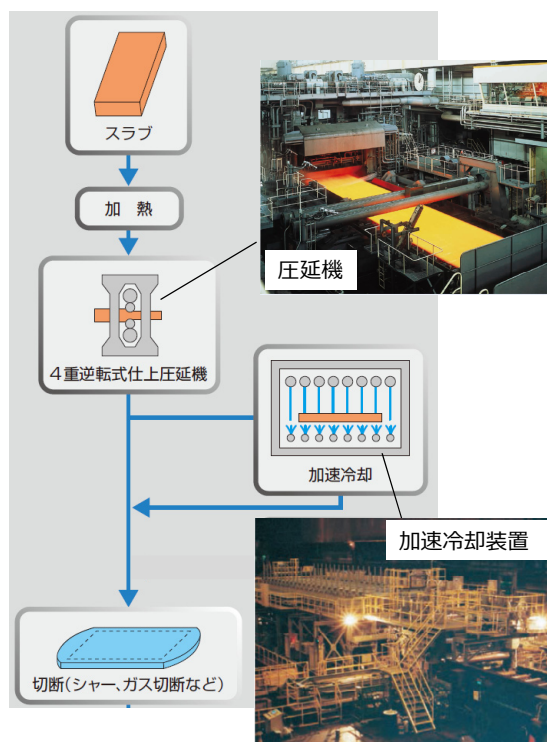 スラブ
加 熱
圧延機
4重逆転式仕上圧延機
加速冷却
加速冷却装置
切断(シャー、ガス切断など)